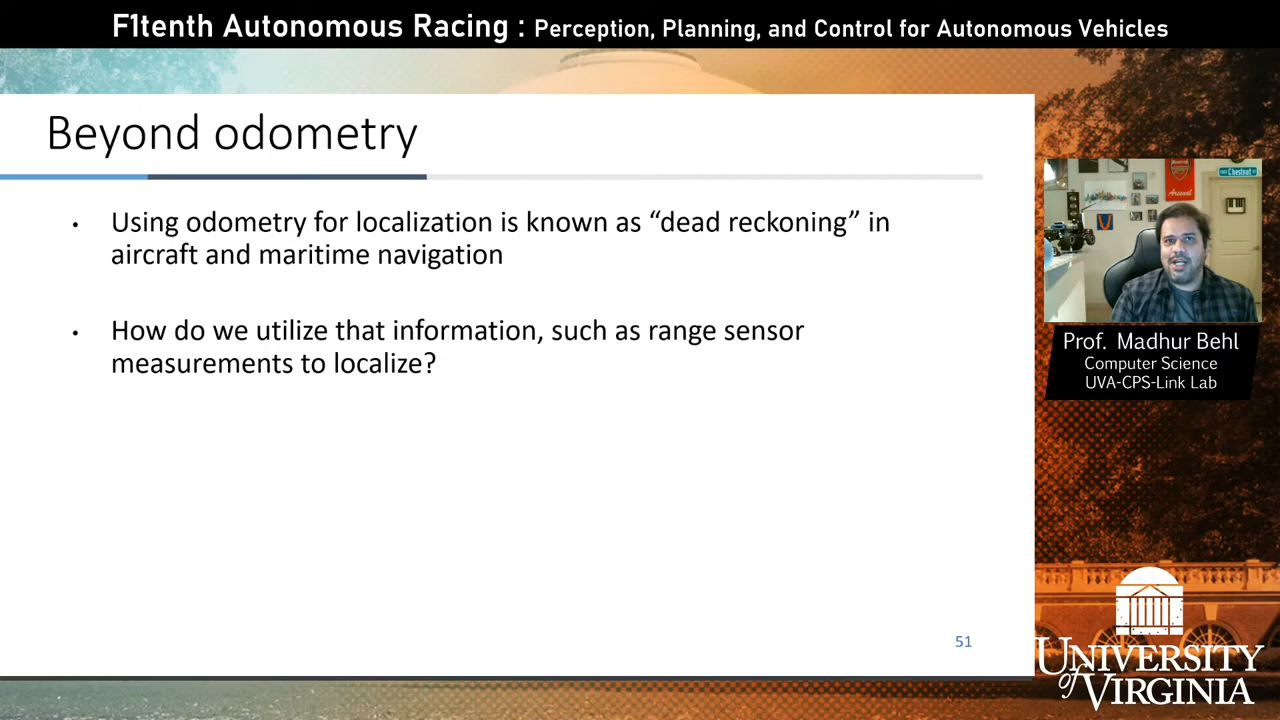 F1tenth Autonomous Racing : Perception, Planning, and Control for Autonomous Vehicles
Beyond odometry
• Using odometry for localization is known as “dead reckoning” in
aircraft and maritime navigation
• How do we utilize that information, such as range sensor
measurements to localize?
51
Arsenal
Chestnut
Prof. Madhur Behl
Computer Science
UVA-CPS-Link Lab
UNIVERSITY
of VIRGINIA